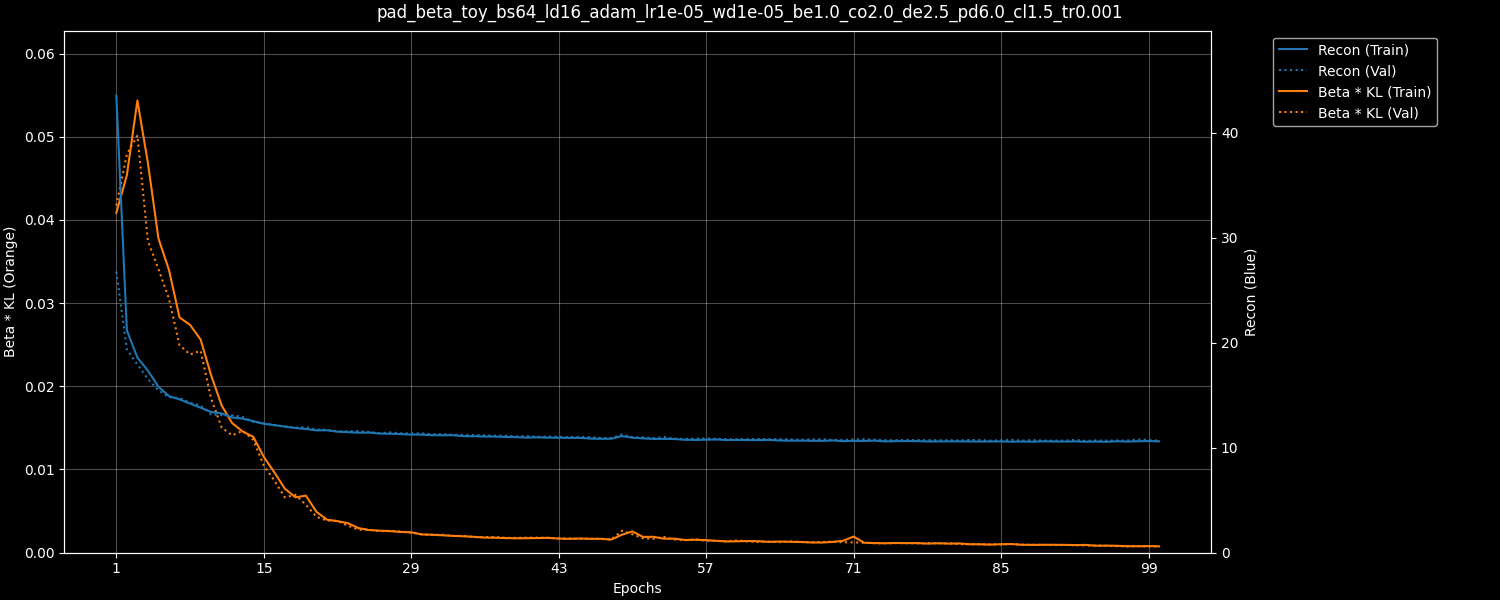 pad_beta_toy_bs64_ld16_adam_lr1e-05_wd1e-05_be1.0_co2.0_de2.5_pd6.0_cl1.5_tr0.001
Recon (Train)
Recon (Val)
Beta * KL (Train)
Beta * KL (Val)
Beta * KL (Orange)
0.06
0.05
0.04
0.03
0.02
0.01
0.00
40
30
20
10
0
Recon (Blue)
1 15 29 43 57 71 85 99
Epochs